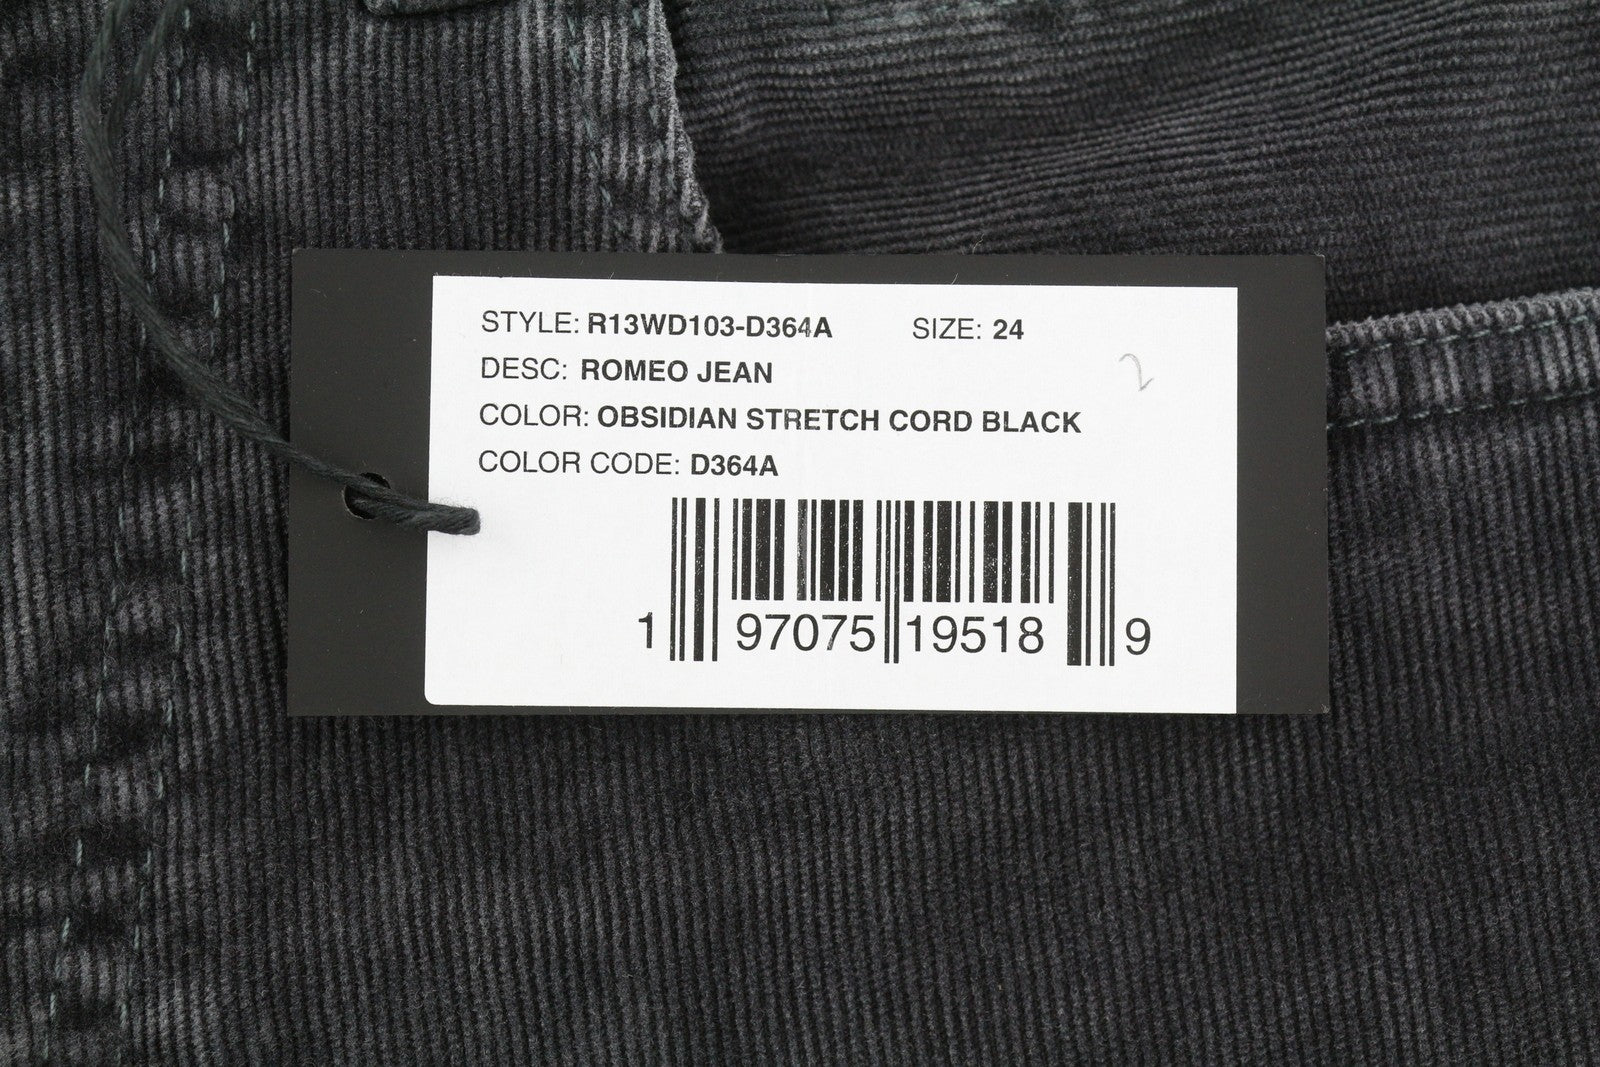 STYLE: R13WD103-D364A SIZE: 24
DESC: ROMEO JEAN
2
COLOR: OBSIDIAN STRETCH CORD BLACK
COLOR CODE: D364A
1 97075 19518 9